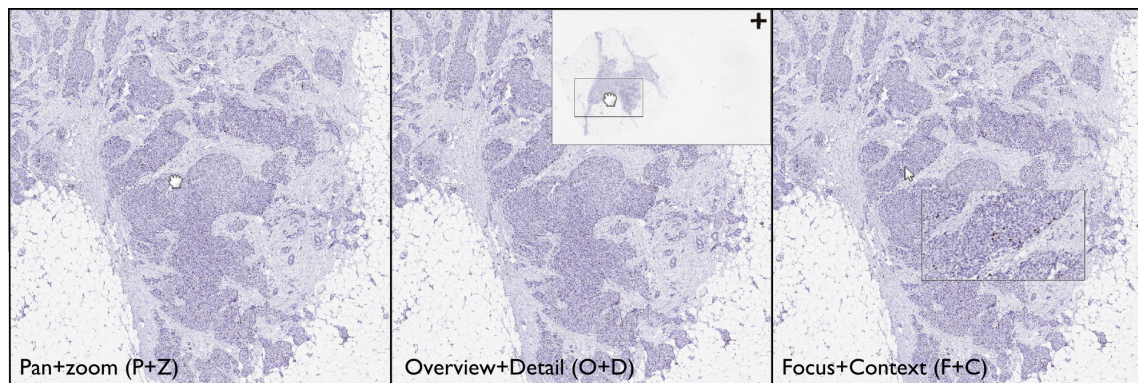 Pan+zoom (P+Z)
Overview+Detail (O+D)
Focus+Context (F+C)